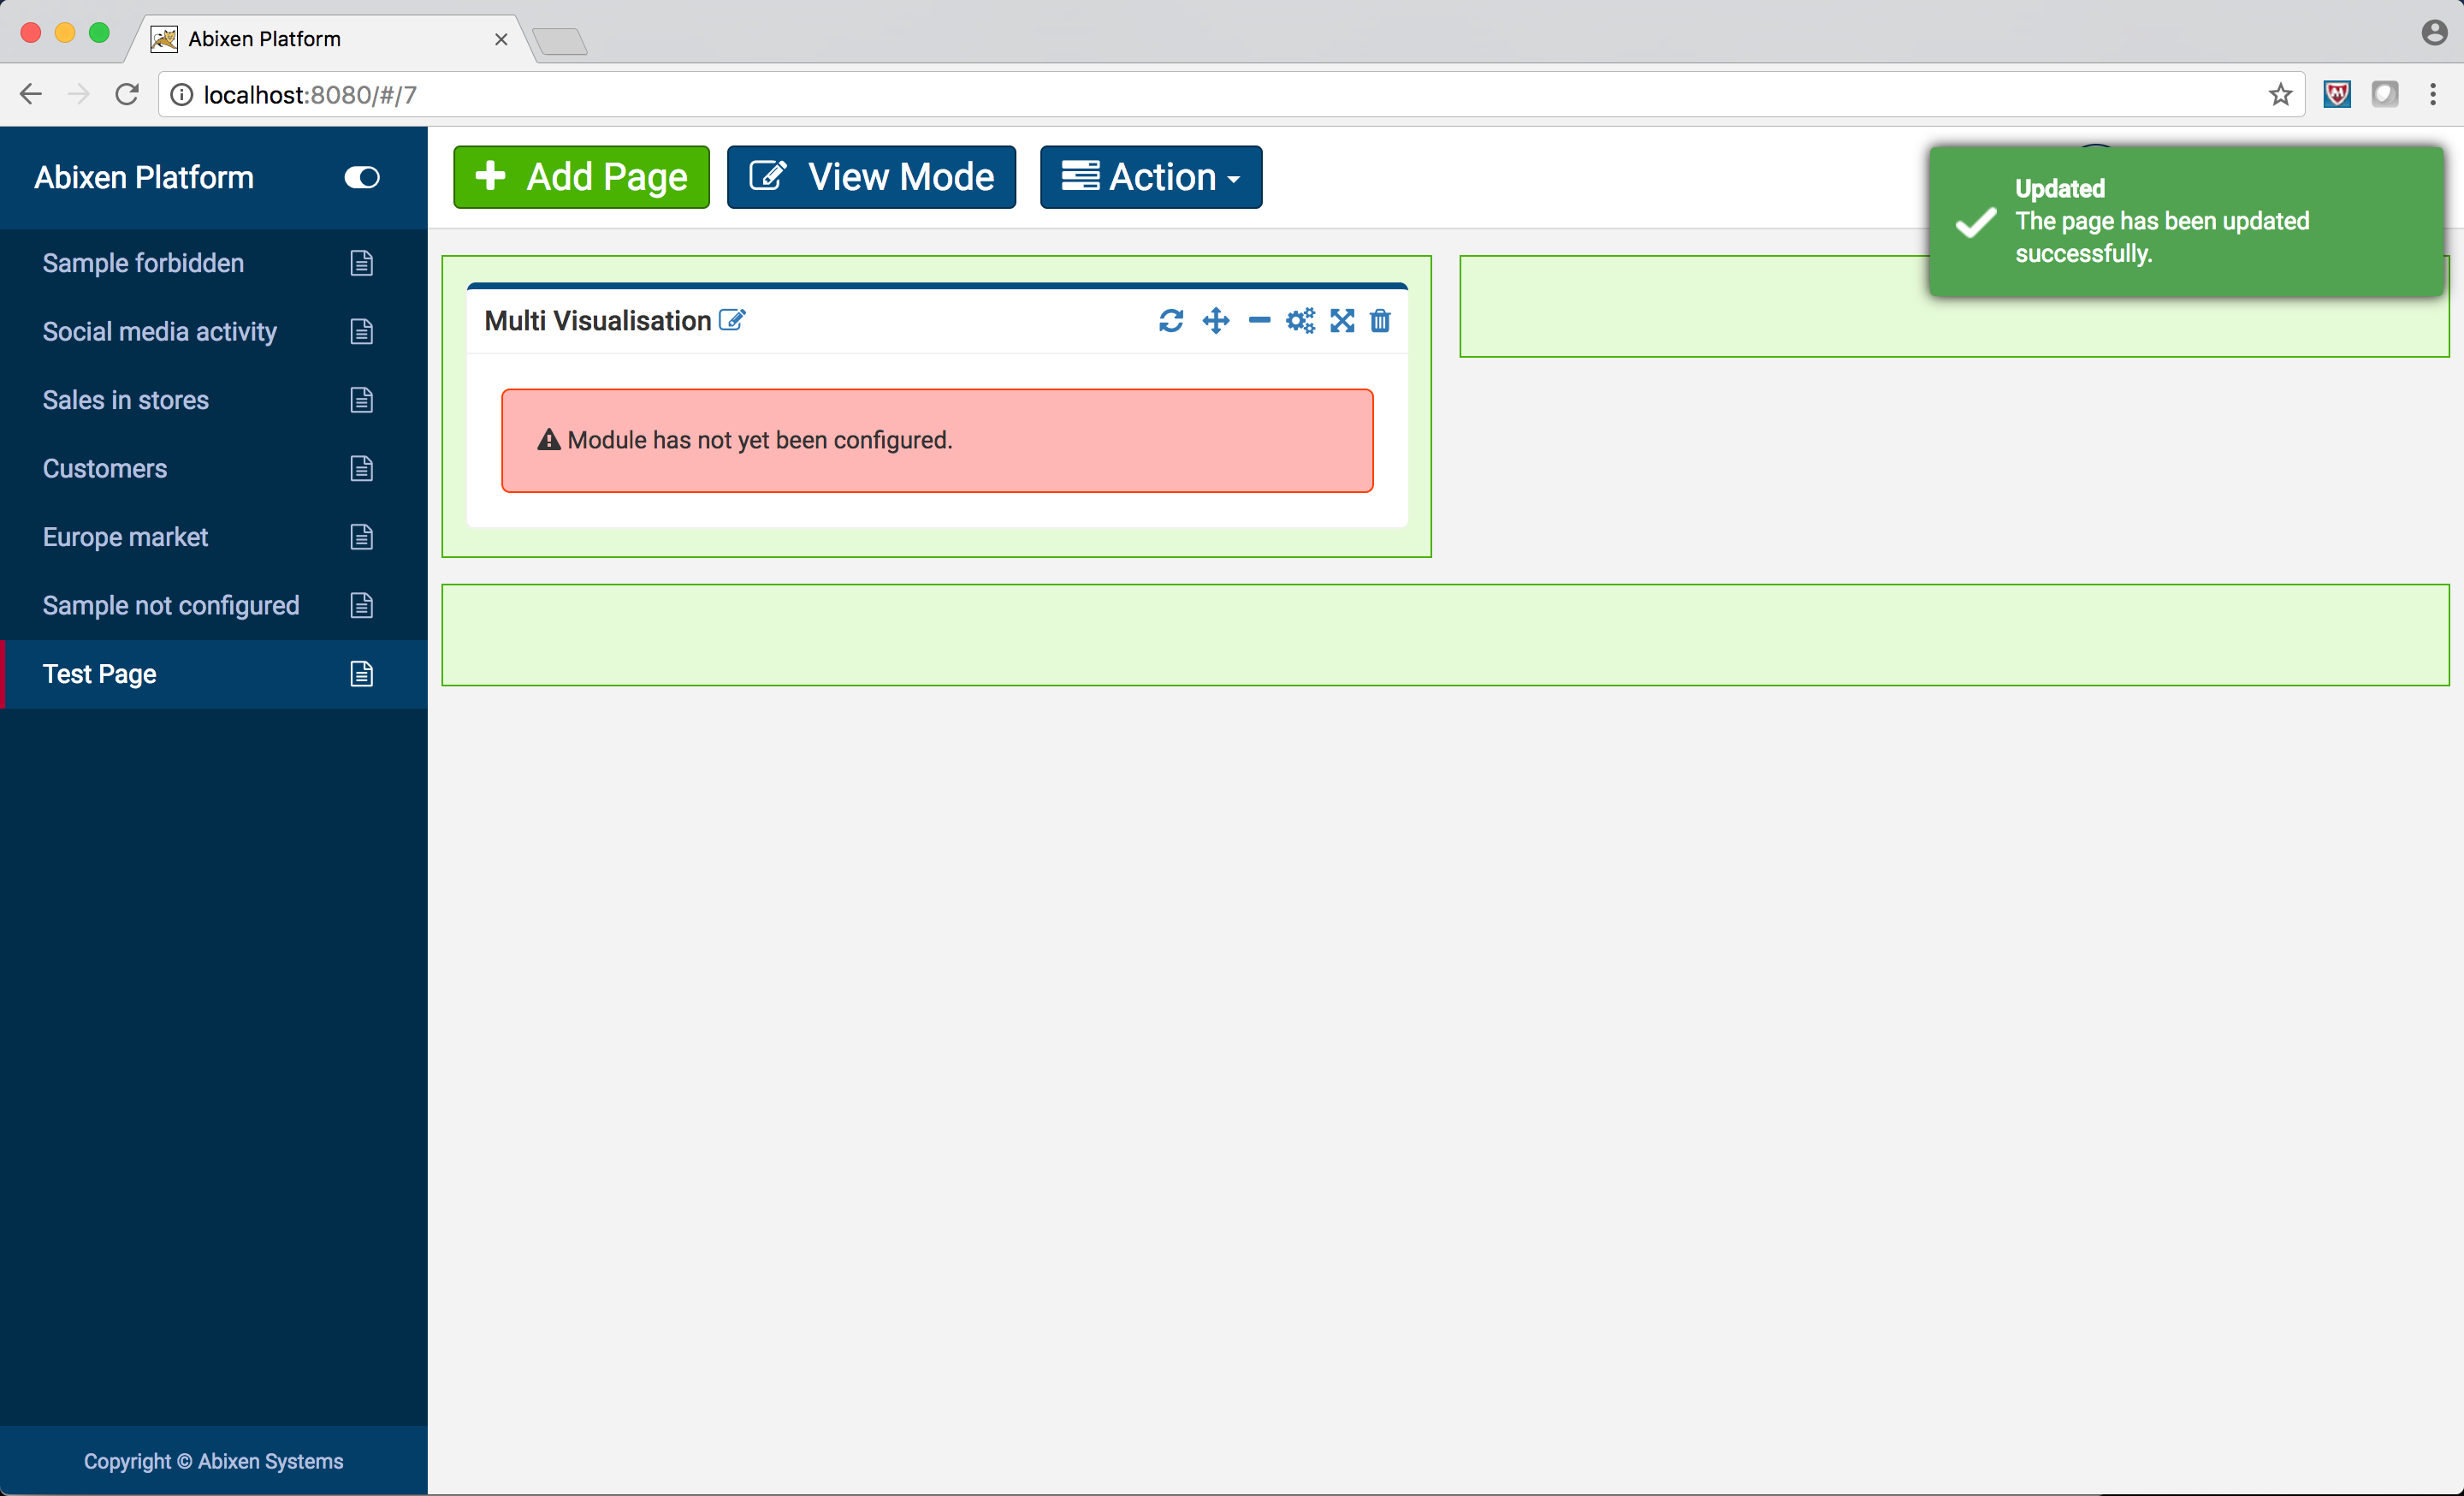 Abixen Platform
localhost:8080/#/7
Abixen Platform
Add Page
View Mode
Action
Updated
The page has been updated
successfully.
Sample forbidden
Social media activity
Sales in stores
Customers
Europe market
Sample not configured
Test Page
Multi Visualisation
Module has not yet been configured.
Copyright © Abixen Systems